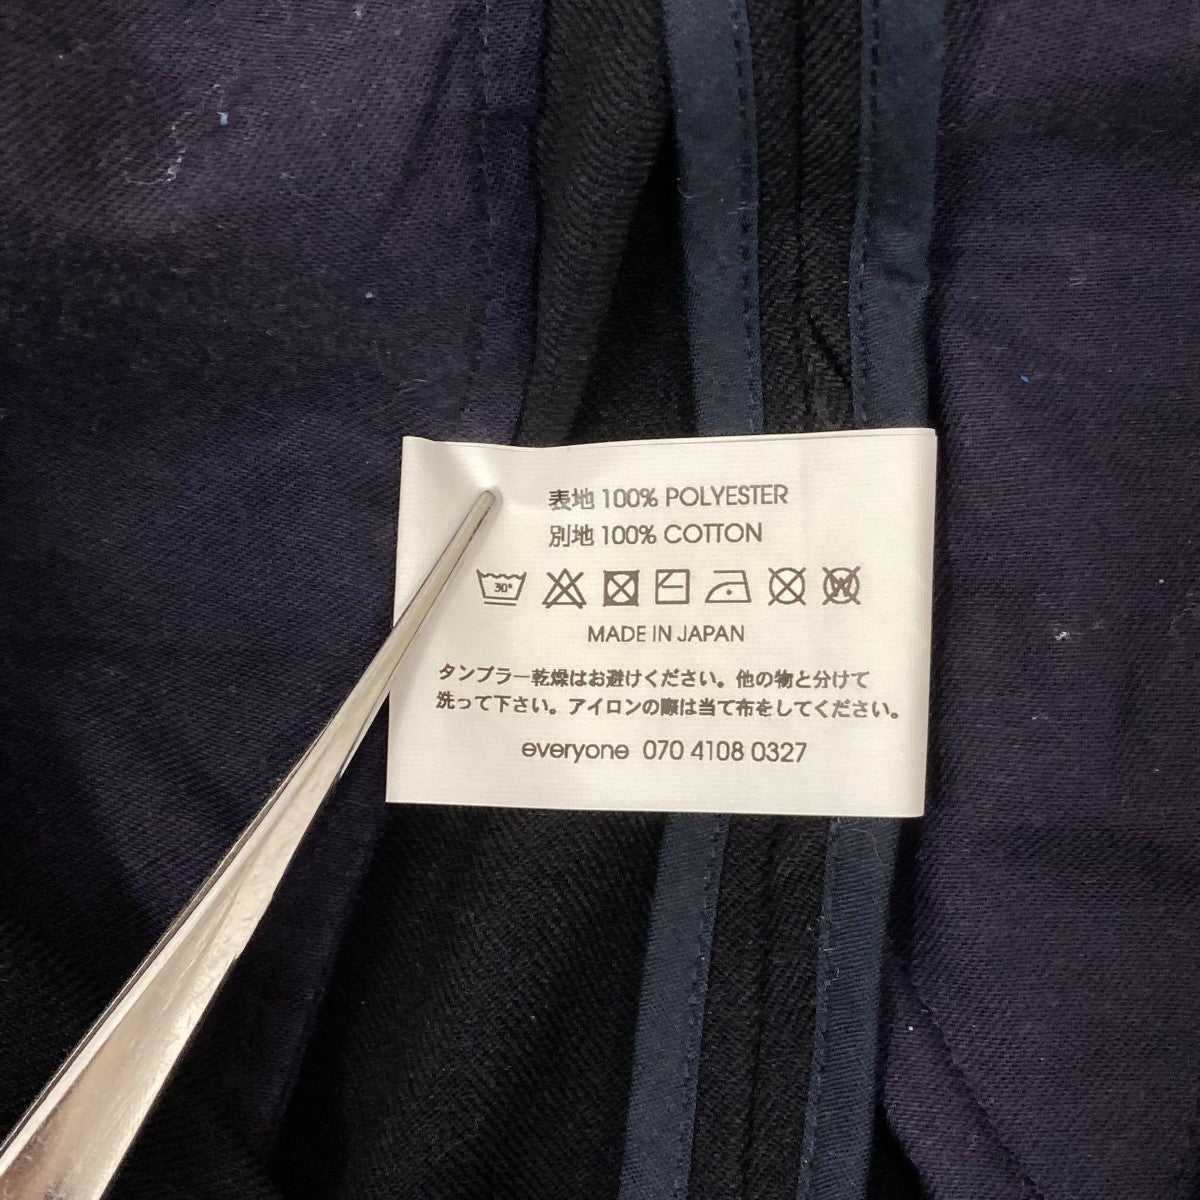 表地 100% POLYESTER
別地 100% COTTON
30°
W
MADE IN JAPAN
タンブラー乾燥はお避けください。他の物と分けて
洗って下さい。アイロンの際は当て布をしてください。
everyone 070 4108 0327